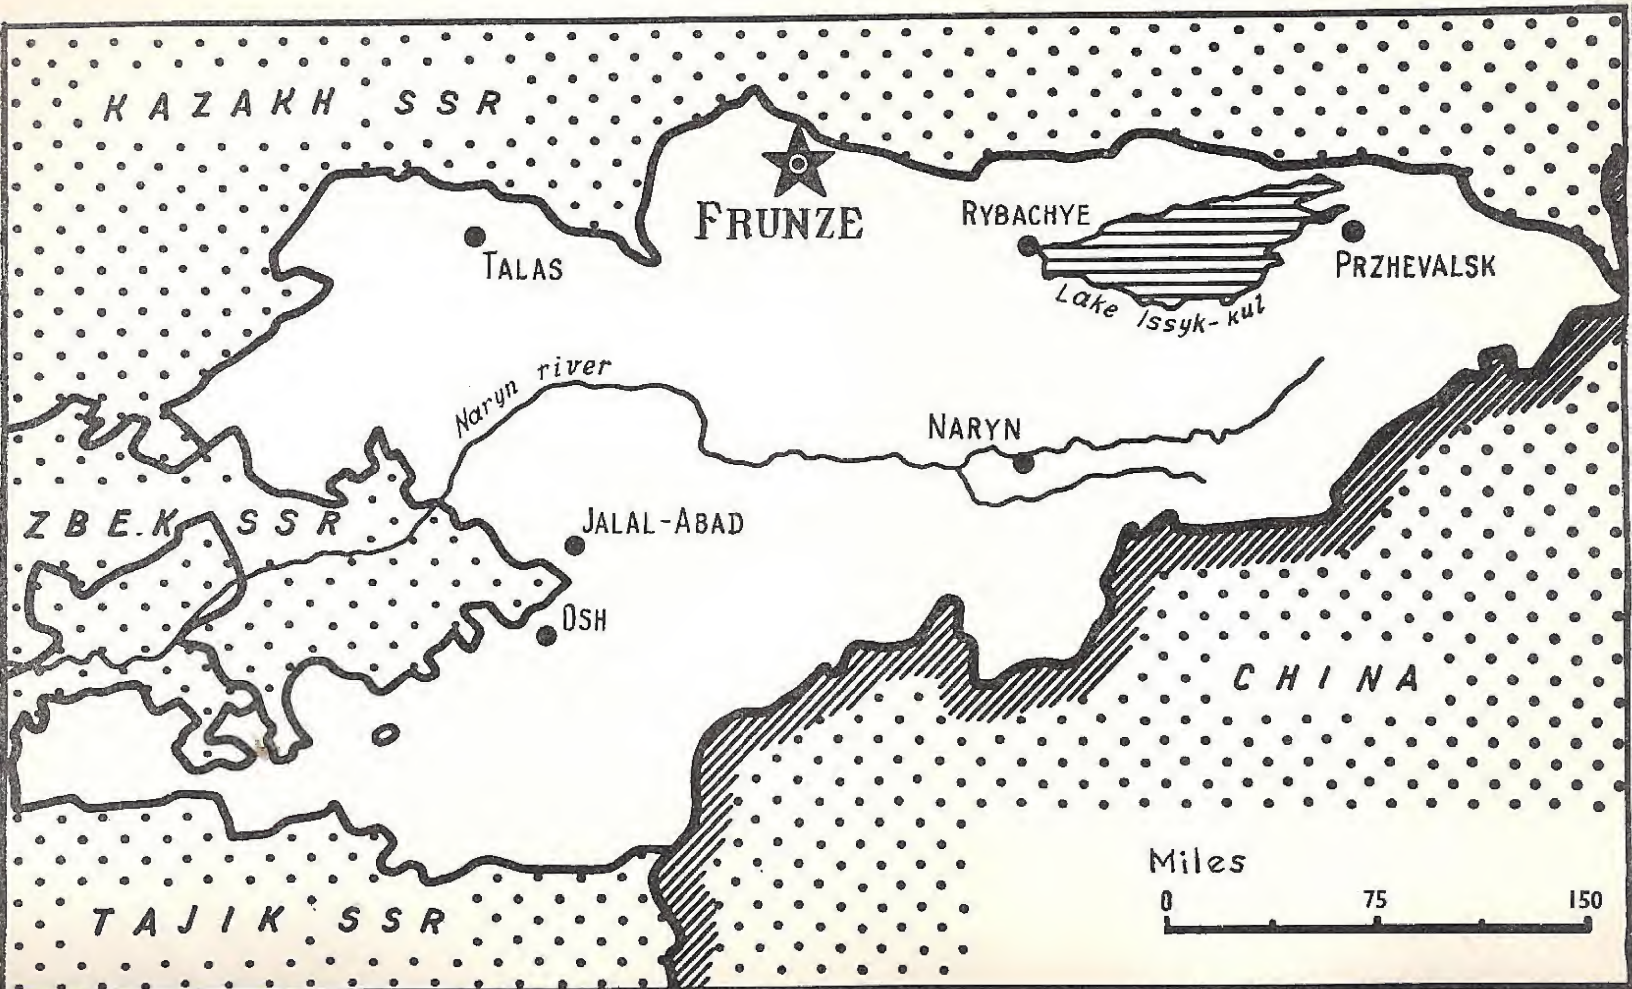 KAZAKH SSR
FRUNZE
RYBACHYE
TALAS
PRZHEVALSK
Lake Issyk-kul
Naryn river
NARYN
ZBE.K SSR
JALAL-ABAD
OSH
CHINA
Miles
0 75 150
TAJIK SSR